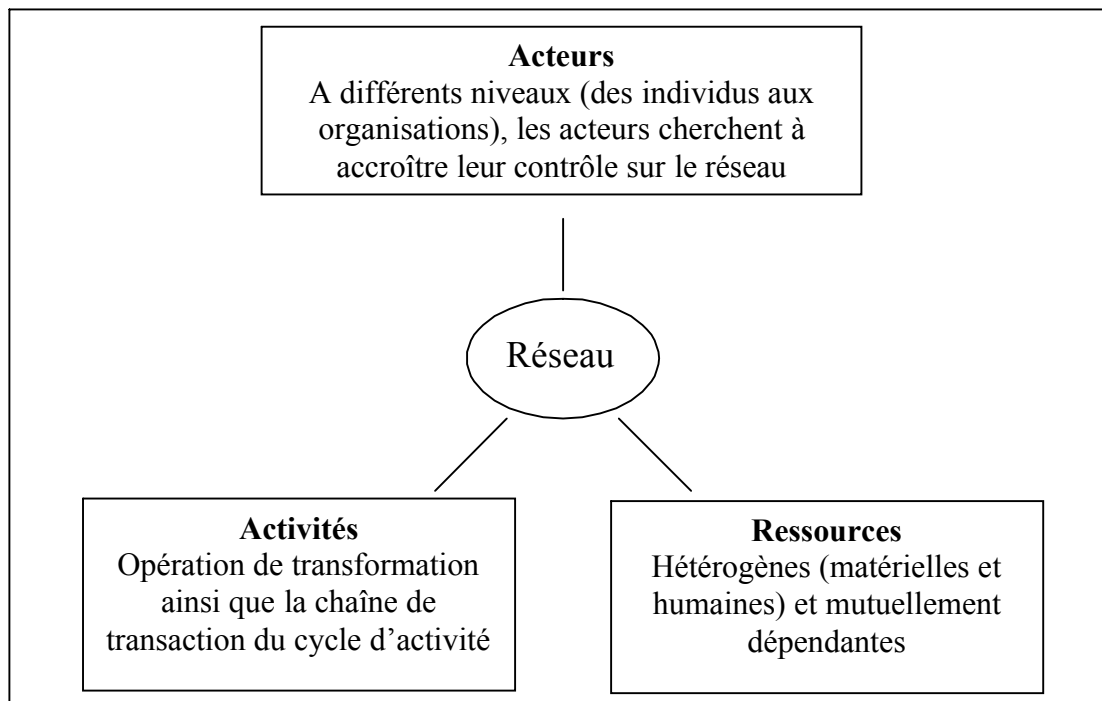 Acteurs
A différents niveaux (des individus aux
organisations), les acteurs cherchent à
accroître leur contrôle sur le réseau
Réseau
Activités
Opération de transformation
ainsi que la chaîne de
transaction du cycle d’activité
Ressources
Hétérogènes (matérielles et
humaines) et mutuellement
dépendantes